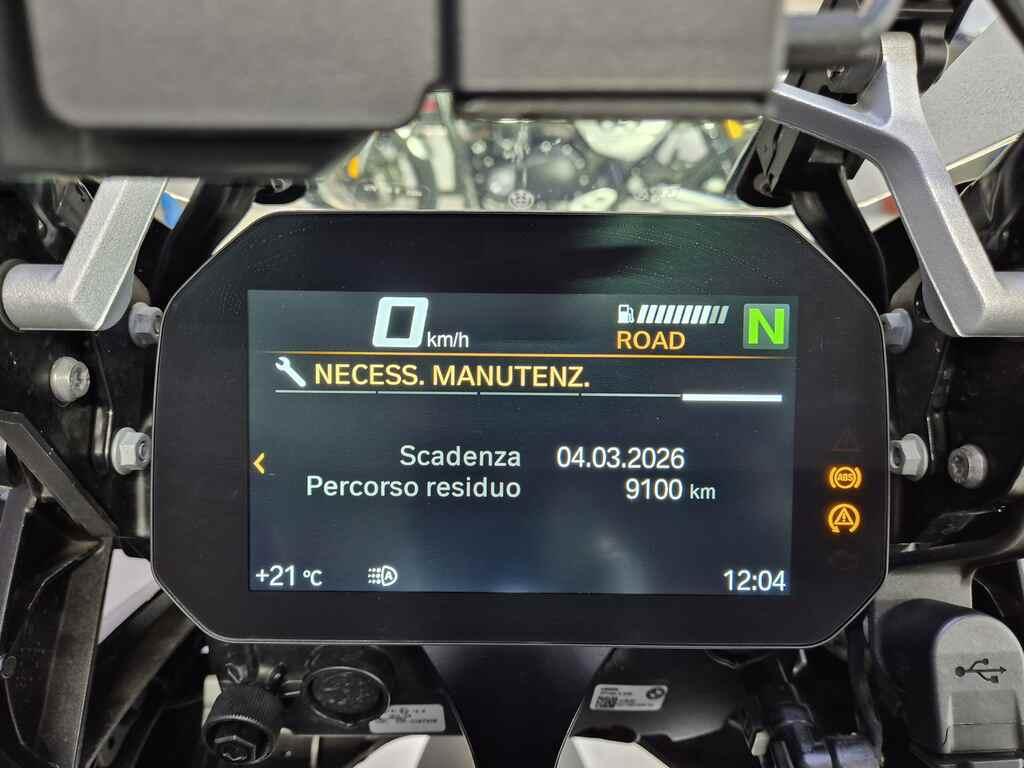 0 km/h
ROAD
N
NECESS. MANUTENZ.
Scadenza 04.03.2026
Percorso residuo 9100 km
ABS
+21 °C
A
12:04